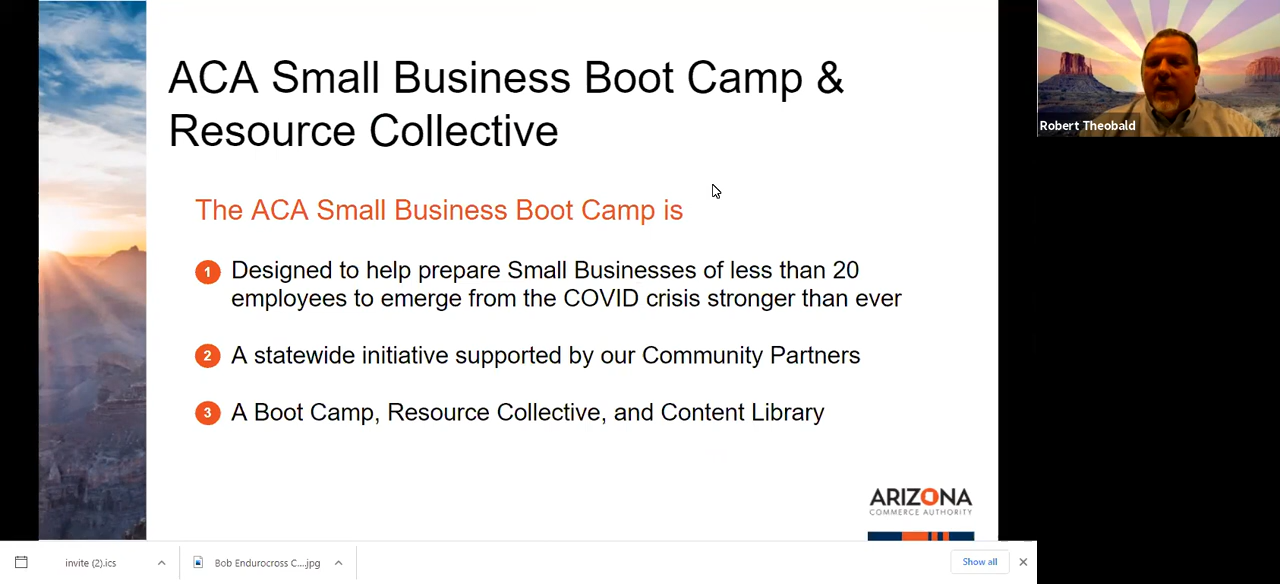 ACA Small Business Boot Camp &
Resource Collective
The ACA Small Business Boot Camp is
1 Designed to help prepare Small Businesses of less than 20
employees to emerge from the COVID crisis stronger than ever
2 A statewide initiative supported by our Community Partners
3 A Boot Camp, Resource Collective, and Content Library
ARIZONA
COMMERCE AUTHORITY
Robert Theobald
invite (2).ics
Bob Endurocross C....jpg
Show all